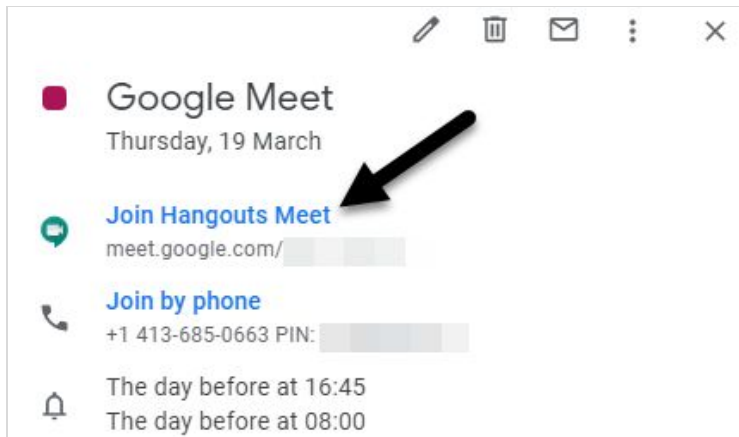 Google Meet
Thursday, 19 March
Join Hangouts Meet
meet.google.com/
Join by phone
+1 413-685-0663 PIN:
The day before at 16:45
The day before at 08:00